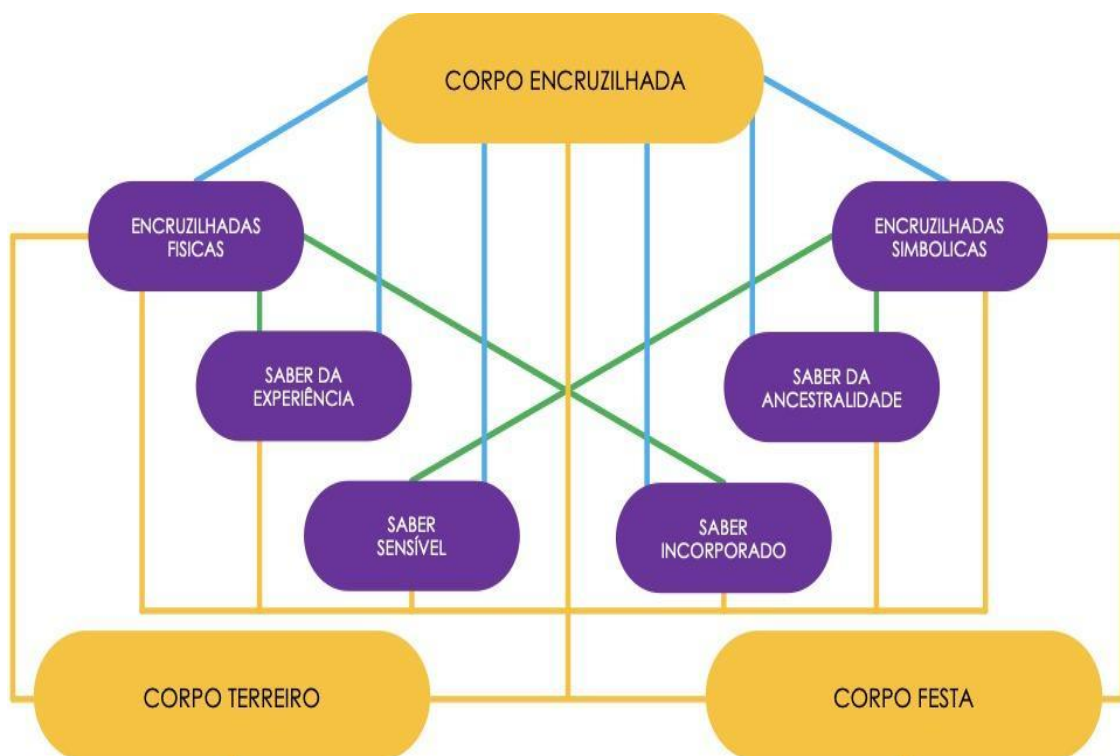 CORPO ENCRUZILHADA
ENCRUZILHADAS
FISICAS
ENCRUZILHADAS
SIMBOLICAS
SABER DA
EXPERIÊNCIA
SABER DA
ANCESTRALIDADE
SABER
SENSÍVEL
SABER
INCORPORADO
CORPO TERREIRO
CORPO FESTA